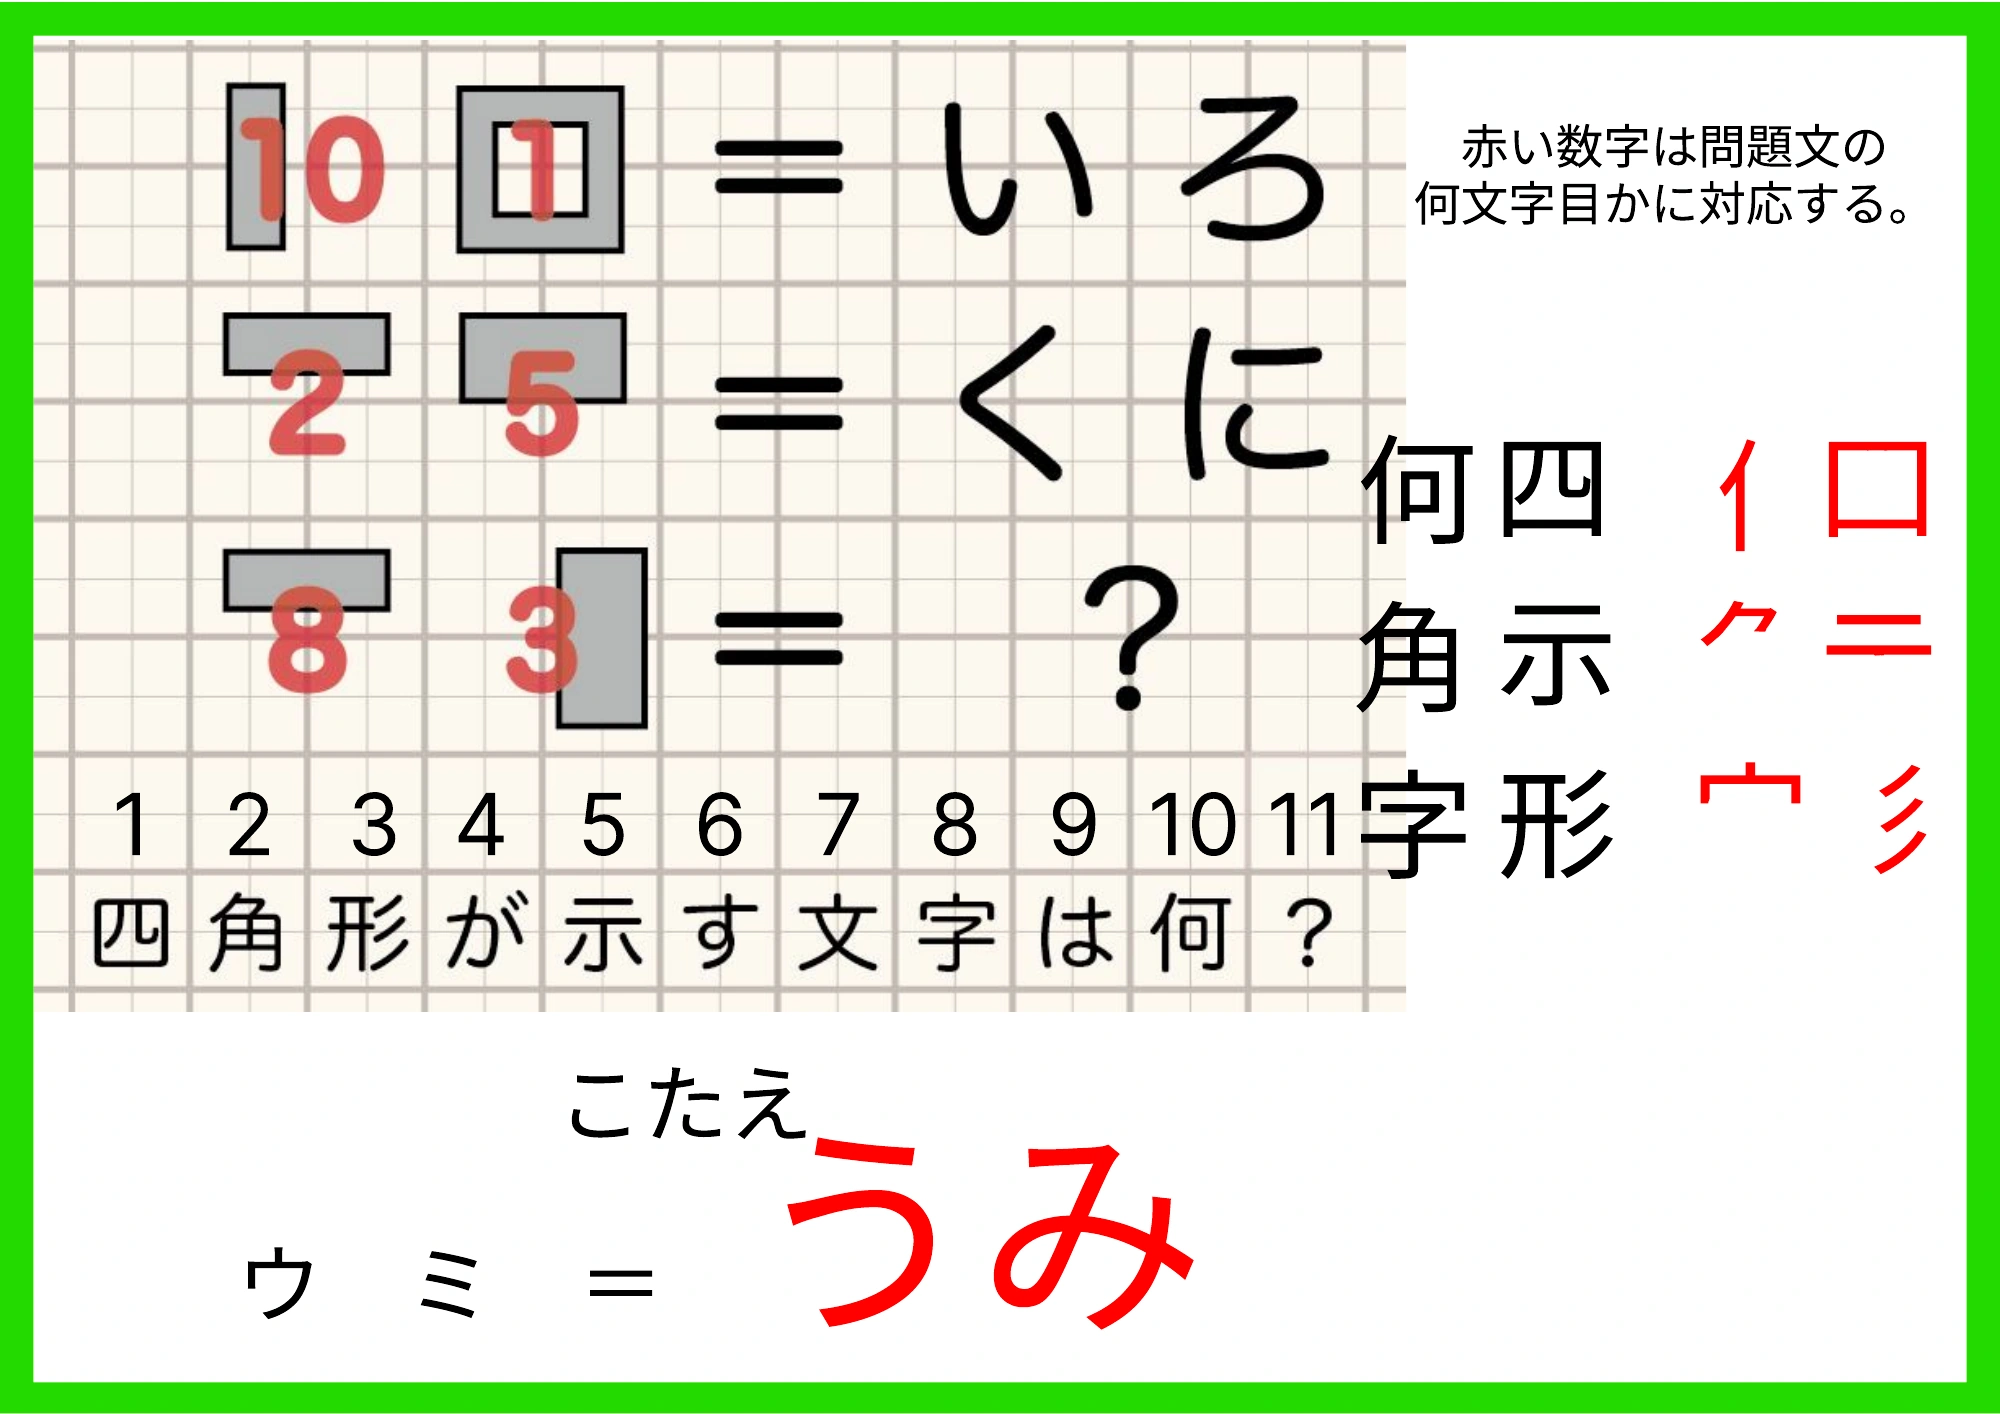 10 1 = いろ
赤い数字は問題文の
何文字目かに対応する。
2 5 = くに
何四 亻口
角示 ⺈ニ
8 3 = ?
字形 宀彡
1 2 3 4 5 6 7 8 9 10 11
四角形が示す文字は何?
こたえ
ウ ミ = うみ